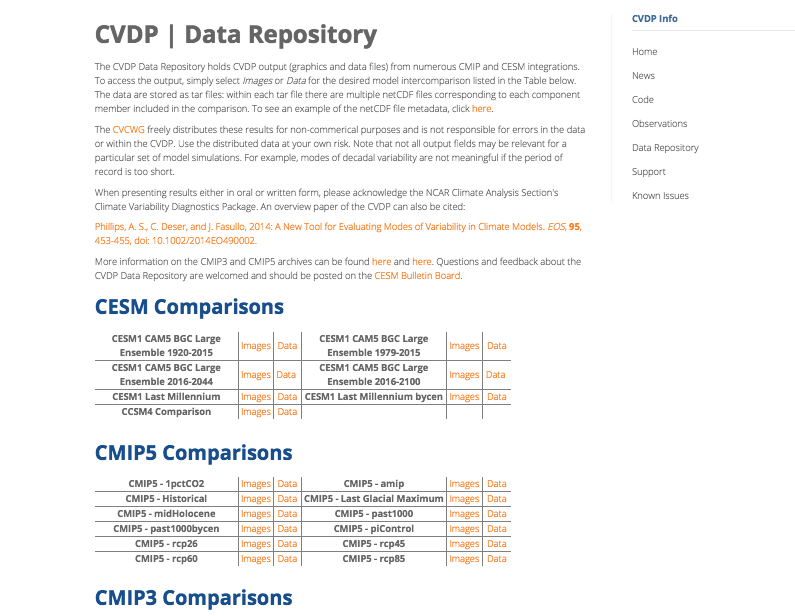 CVDP | Data Repository
The CVDP Data Repository holds CVDP output (graphics and data files) from numerous CMIP and CESM integrations.
To access the output, simply select Images or Data for the desired model intercomparison listed in the Table below.
The data are stored as tar files: within each tar file there are multiple netCDF files corresponding to each component
member included in the comparison. To see an example of the netCDF file metadata, click here.
The CVCWG freely distributes these results for non-commerical purposes and is not responsible for errors in the data
or within the CVDP. Use the distributed data at your own risk. Note that not all output fields may be relevant for a
particular set of model simulations. For example, modes of decadal variability are not meaningful if the period of
record is too short.
When presenting results either in oral or written form, please acknowledge the NCAR Climate Analysis Section's
Climate Variability Diagnostics Package. An overview paper of the CVDP can also be cited:
Phillips, A. S., C. Deser, and J. Fasullo, 2014: A New Tool for Evaluating Modes of Variability in Climate Models. EOS, 95,
453-455, doi: 10.1002/2014EO490002.
More information on the CMIP3 and CMIP5 archives can be found here and here. Questions and feedback about the
CVDP Data Repository are welcomed and should be posted on the CESM Bulletin Board.
CESM Comparisons
CESM1 CAM5 BGC Large
Ensemble 1920-2015 Images Data CESM1 CAM5 BGC Large
Ensemble 1979-2015 Images Data
CESM1 CAM5 BGC Large
Ensemble 2016-2044 Images Data CESM1 CAM5 BGC Large
Ensemble 2016-2100 Images Data
CESM1 Last Millennium Images Data CESM1 Last Millennium bycen Images Data
CCSM4 Comparison Images Data
CMIP5 Comparisons
CMIP5 - 1pctCO2 Images Data CMIP5 - amip Images Data
CMIP5 - Historical Images Data CMIP5 - Last Glacial Maximum Images Data
CMIP5 - midHolocene Images Data CMIP5 - past1000 Images Data
CMIP5 - past1000bycen Images Data CMIP5 - piControl Images Data
CMIP5 - rcp26 Images Data CMIP5 - rcp45 Images Data
CMIP5 - rcp60 Images Data CMIP5 - rcp85 Images Data
CMIP3 Comparisons
CVDP Info
Home
News
Code
Observations
Data Repository
Support
Known Issues